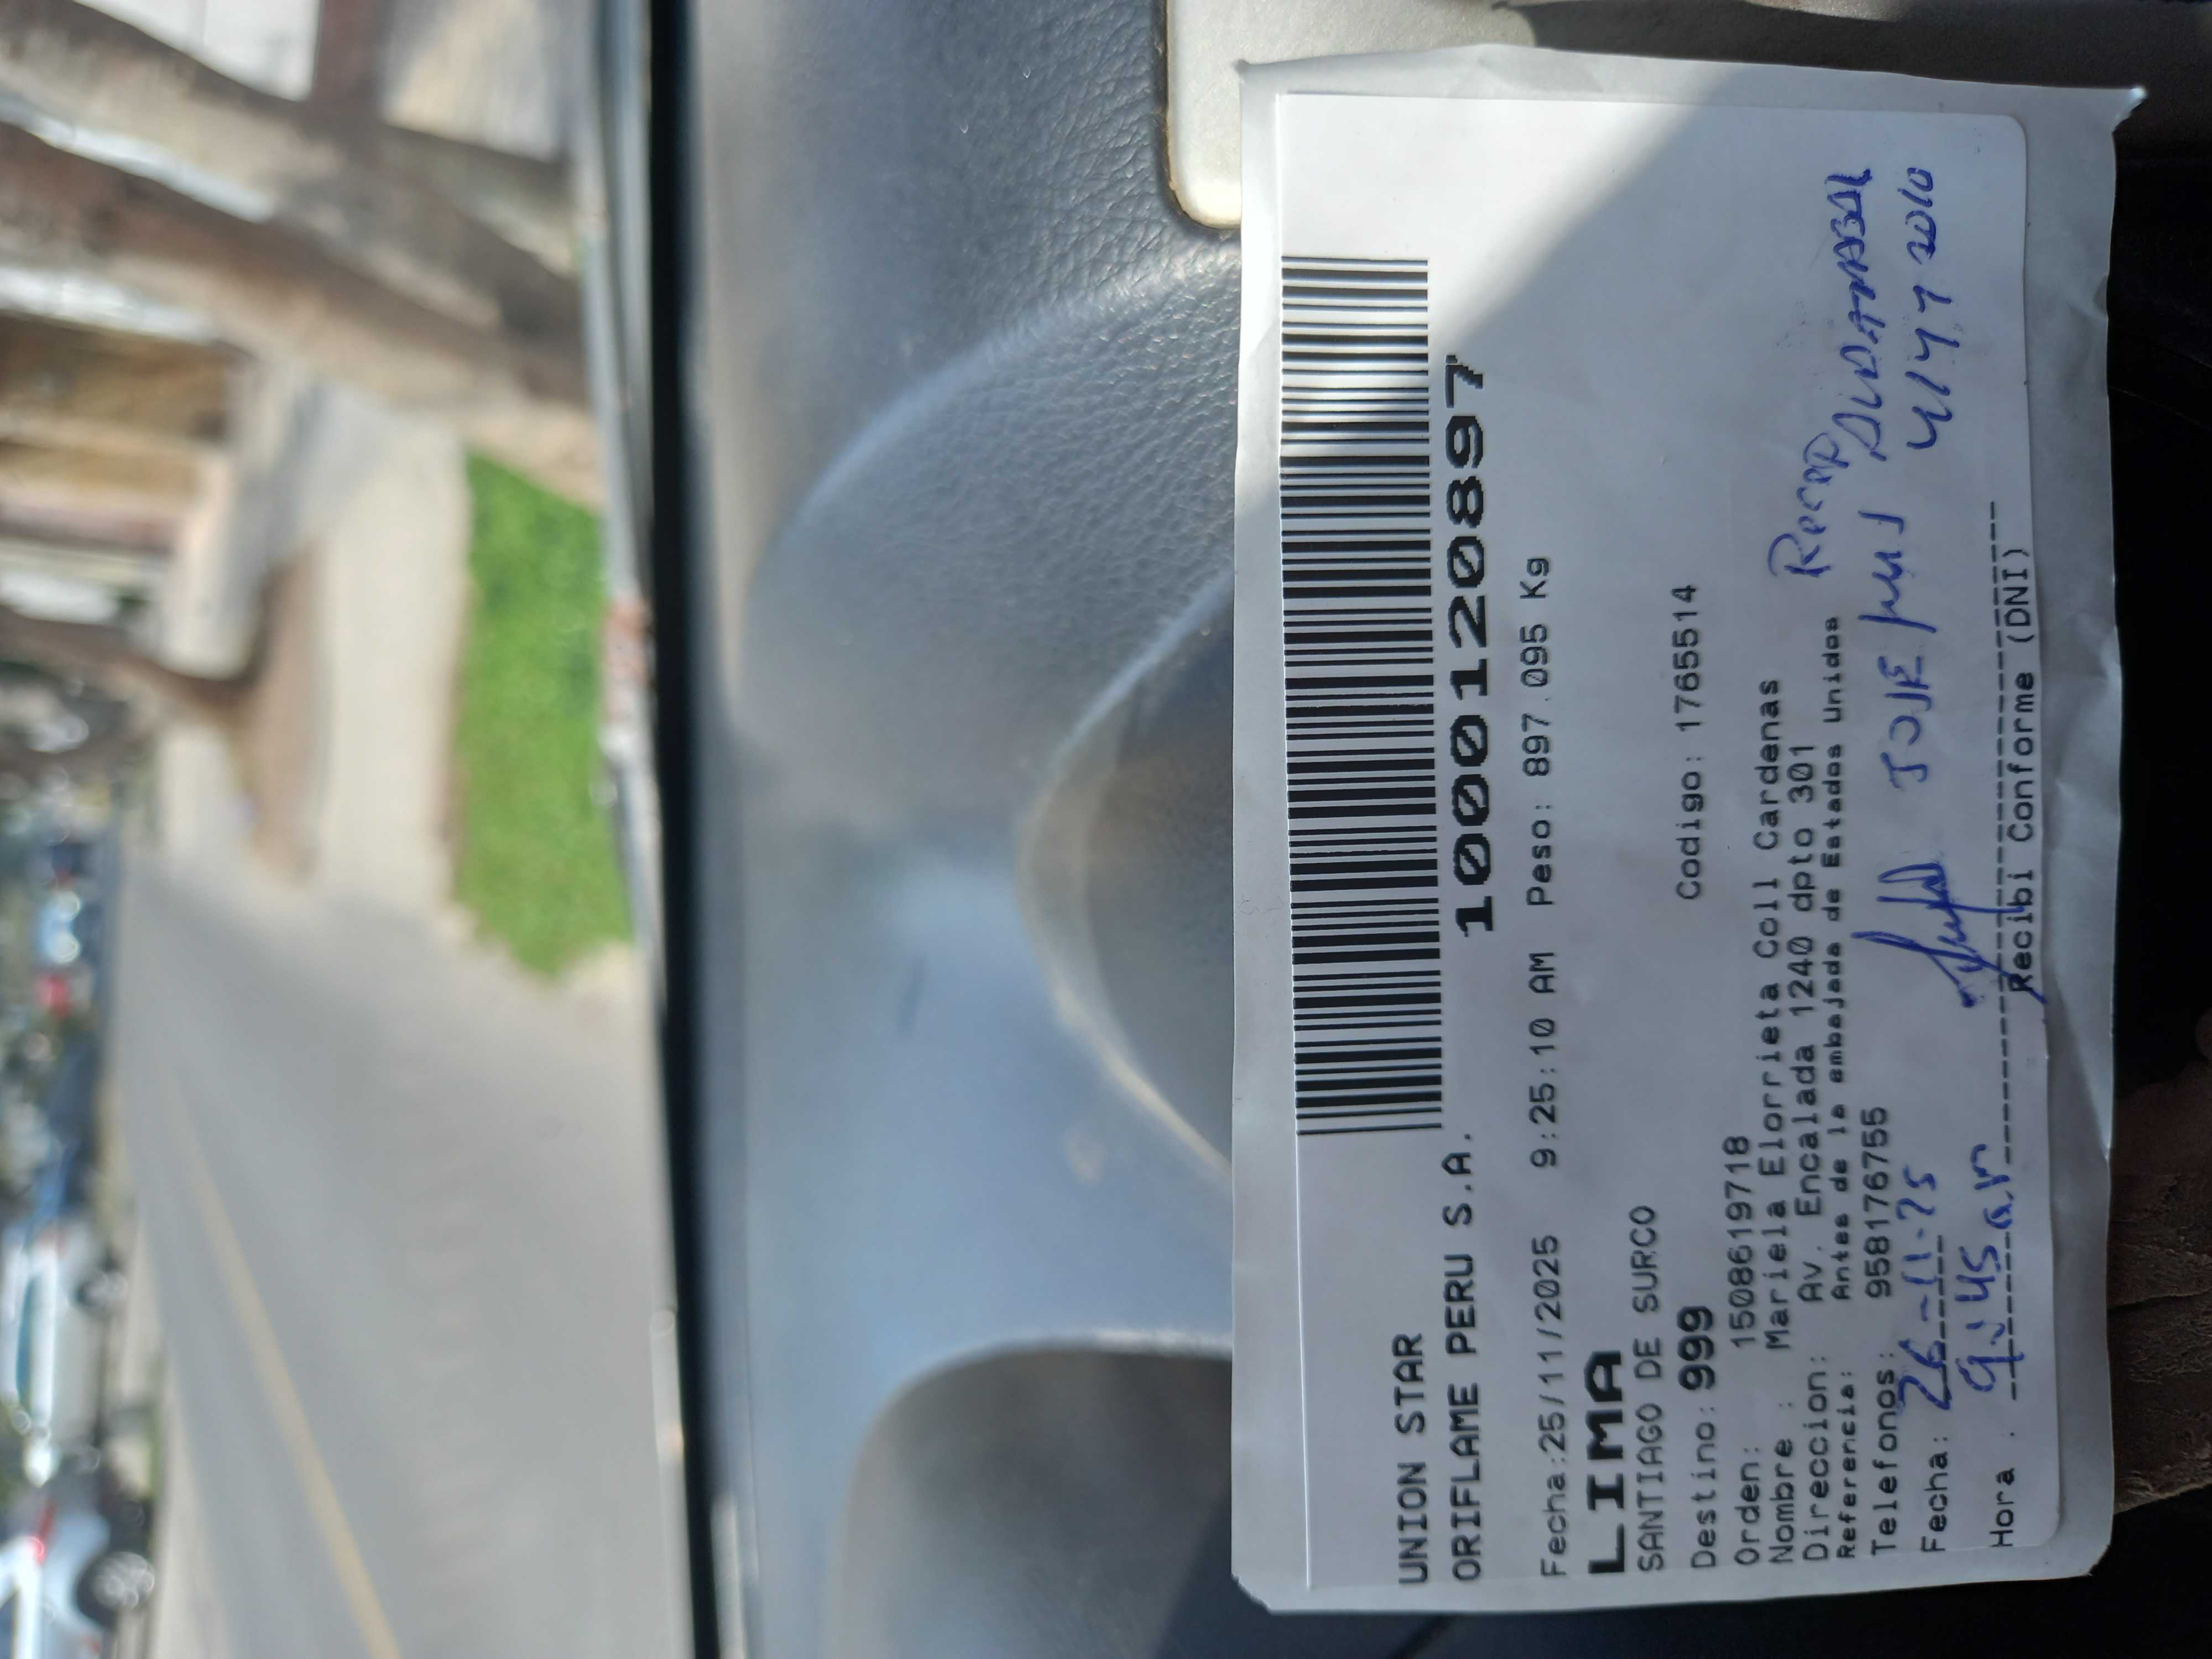 UNION STAR
ORIFLAME PERU S.A.
10000120897
Fecha:25/11/2025 9:25:10 AM Peso: 897.095 Kg
LIMA
SANTIAGO DE SURCO
Destino: 999 Codigo: 1765514
Orden: 1508619718
Nombre : Mariela Elorrieta Coll Cardenas
Direccion: Av. Encalada 1240 dpto 301
Referencia: Antes de la embajada de Estados Unidos
Telefonos: 958176755
Recep
Fecha: 26-11-25 JOSE
Hora : 9:45 a.m
Recibi Conforme (DNI)